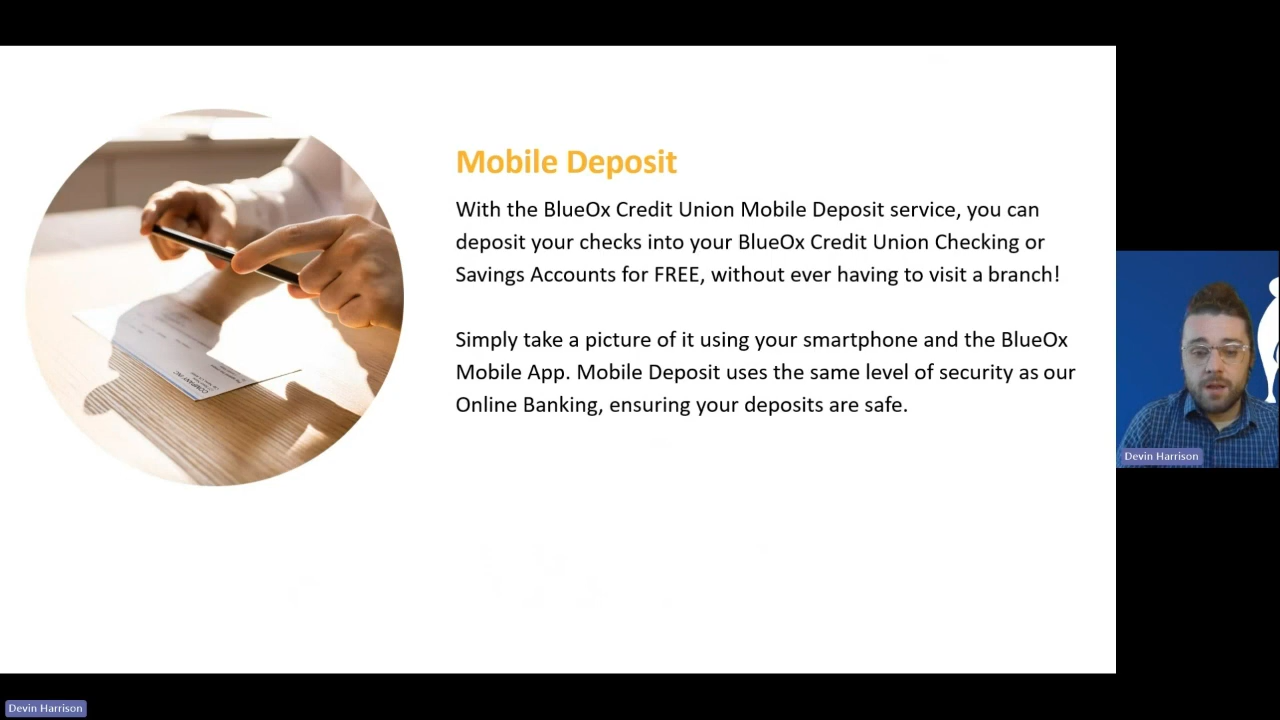 Mobile Deposit
With the BlueOx Credit Union Mobile Deposit service, you can
deposit your checks into your BlueOx Credit Union Checking or
Savings Accounts for FREE, without ever having to visit a branch!
Simply take a picture of it using your smartphone and the BlueOx
Mobile App. Mobile Deposit uses the same level of security as our
Online Banking, ensuring your deposits are safe.
Devin Harrison
Devin Harrison